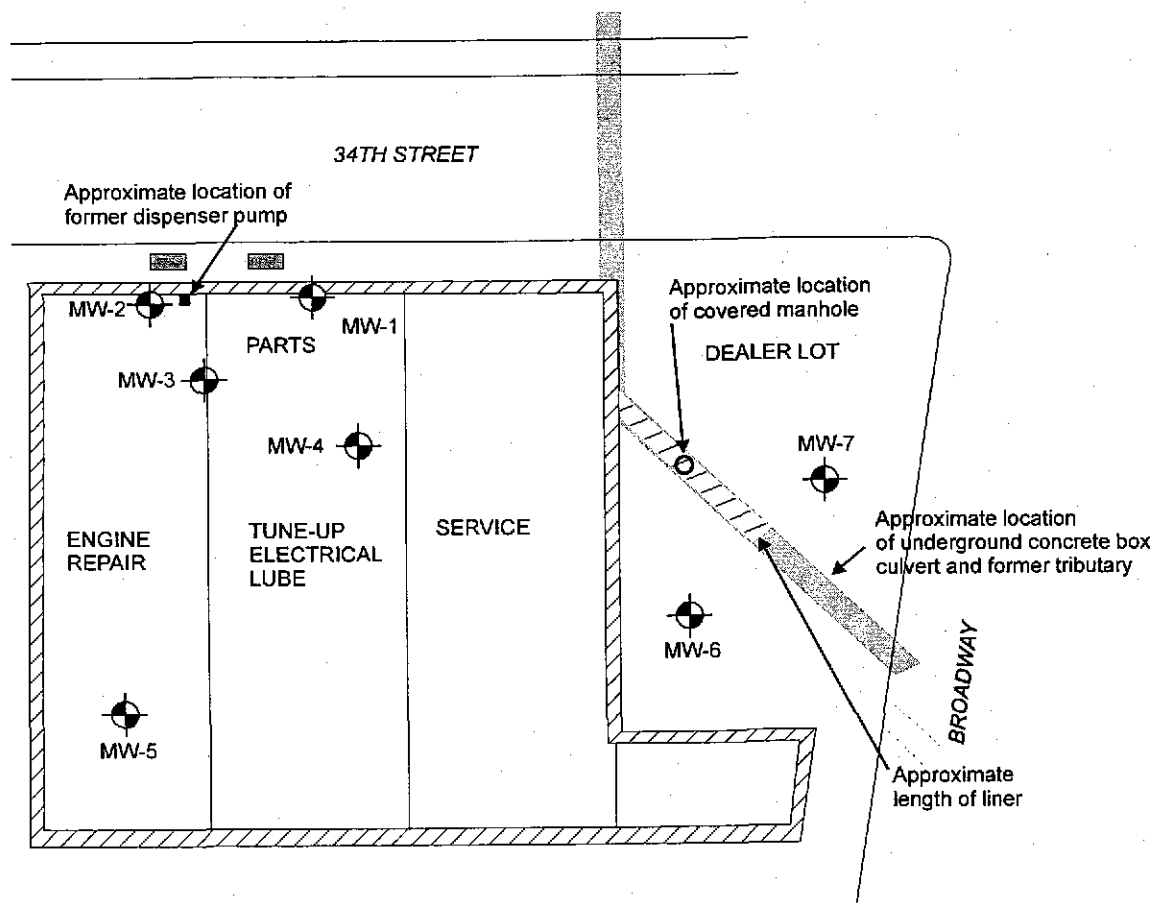 34TH STREET
Approximate location of
former dispenser pump
MW-2
MW-1
PARTS
MW-3
MW-4
Approximate location
of covered manhole
DEALER LOT
MW-7
ENGINE
REPAIR
TUNE-UP
ELECTRICAL
LUBE
SERVICE
Approximate location
of underground concrete box
culvert and former tributary
MW-6
BROADWAY
MW-5
Approximate
length of liner